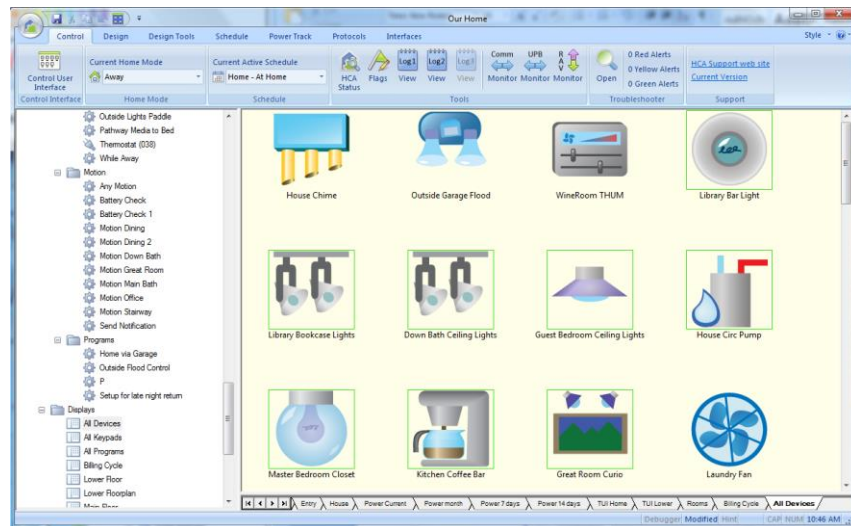 Our Home
Control Design Design Tools Schedule Power Track Protocols Interfaces Style
Control User Interface
Control Interface
Current Home Mode
Away
Home Mode
Current Active Schedule
Home - At Home
Schedule
HCA Status
Flags
Log1 View
Log2 View
Log3 View
Comm Monitor
UPB Monitor
R A V Monitor
Tools
Open
0 Red Alerts
0 Yellow Alerts
0 Green Alerts
Troubleshooter
HCA Support web site
Current Version
Support
Outside Lights Paddle
Pathway Media to Bed
Thermostat (038)
While Away
Motion
Any Motion
Battery Check
Battery Check 1
Motion Dining
Motion Dining 2
Motion Down Bath
Motion Great Room
Motion Main Bath
Motion Office
Motion Stairway
Send Notification
Programs
Home via Garage
Outside Flood Control
P
Setup for late night return
Displays
All Devices
All Keypads
All Programs
Billing Cycle
Lower Floor
Lower Floorplan
Main Floor
House Chime
Outside Garage Flood
WineRoom THUM
Library Bar Light
Library Bookcase Lights
Down Bath Ceiling Lights
Guest Bedroom Ceiling Lights
House Circ Pump
Master Bedroom Closet
Kitchen Coffee Bar
Great Room Curio
Laundry Fan
Entry House Power Current Power month Power 7 days Power 14 days TUI Home TUI Lower Rooms Billing Cycle All Devices
Debugger Modified Hint CAP NUM 10:46 AM